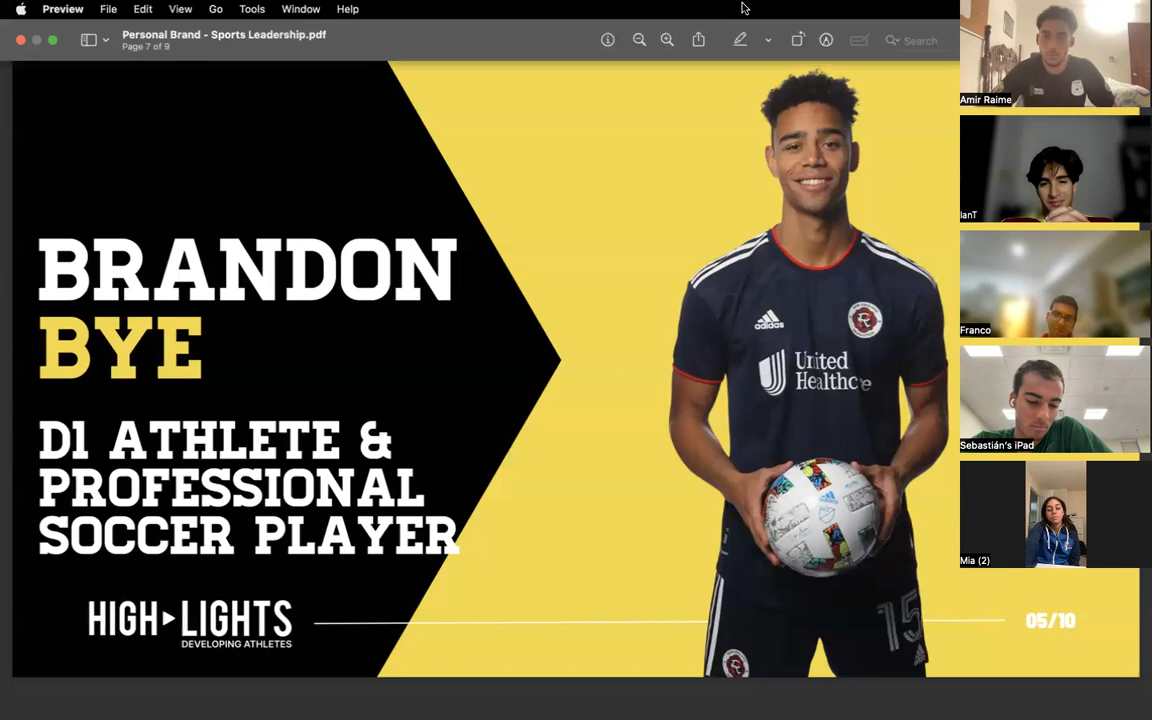 Preview File Edit View Go Tools Window Help
Personal Brand - Sports Leadership.pdf
Page 7 of 9
Search
Amir Raime
IanT
Franco
Sebastián's iPad
Mia (2)
BRANDON
BYE
D1 ATHLETE &
PROFESSIONAL
SOCCER PLAYER
adidas
United
Healthcare
15
HIGH LIGHTS
DEVELOPING ATHLETES
05/10